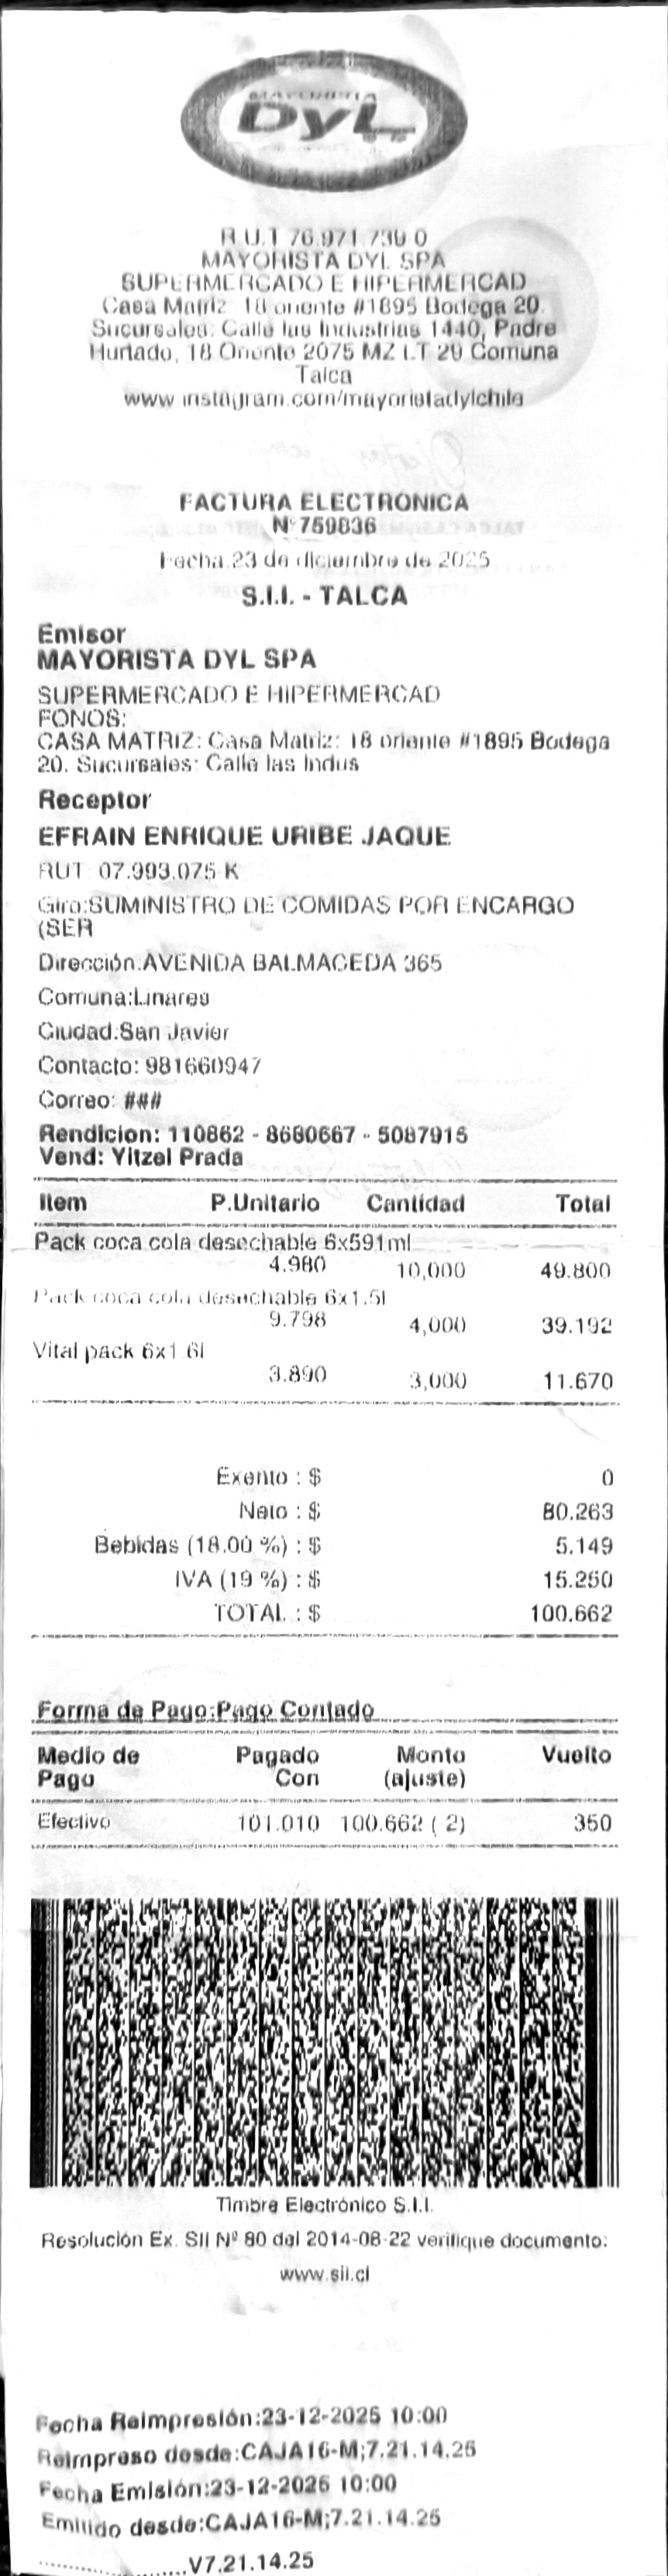 MAYORISTA
DyL
R.U.T 76.971.730 0
MAYORISTA DYL SPA
SUPERMERCADO E HIPERMERCAD
Casa Matriz 18 oriente #1895 Bodega 20.
Sucursales: Calle las Industrias 1440, Padre
Hurtado, 18 Oriente 2075 MZ LT 20 Comuna
Talca
www instagram.com/mayoristadylchile
FACTURA ELECTRONICA
N°759836
Fecha.23 de diciembre de 2025
S.I.I. - TALCA
Emisor
MAYORISTA DYL SPA
SUPERMERCADO E HIPERMERCAD
FONOS:
CASA MATRIZ: Casa Matriz: 18 oriente #1895 Bodega
20. Sucursales: Calle las Indus
Receptor
EFRAIN ENRIQUE URIBE JAQUE
RUT 07.993.075 K
Giro:SUMINISTRO DE COMIDAS POR ENCARGO
(SER
Dirección.AVENIDA BALMACEDA 365
Comuna:Linares
Ciudad:San Javier
Contacto: 981660947
Correo: ###
Rendicion: 110862 - 8680667 - 5087915
Vend: Yitzel Prada
Item P.Unitario Cantidad Total
Pack coca cola desechable 6x591ml
4.980 10,000 49.800
Pack coca cola desechable 6x1.5l
9.798 4,000 39.192
Vital pack 6x1 6l
3.890 3,000 11.670
Exento : $ 0
Neto : $ 80.263
Bebidas (18.00 %) : $ 5.149
IVA (19 %) : $ 15.250
TOTAL : $ 100.662
Forma de Pago:Pago Contado
Medio de Pagado Monto Vuelto
Pago Con (ajuste)
Efectivo 101.010 100.662 ( 2) 350
Timbre Electrónico S.I.I.
Resolución Ex. SII Nº 80 del 2014-08-22 verifique documento:
www.sii.cl
Fecha Reimpresión:23-12-2025 10:00
Reimpreso desde:CAJA16-M;7.21.14.25
Fecha Emisión:23-12-2025 10:00
Emitido desde:CAJA16-M;7.21.14.25
V7.21.14.25